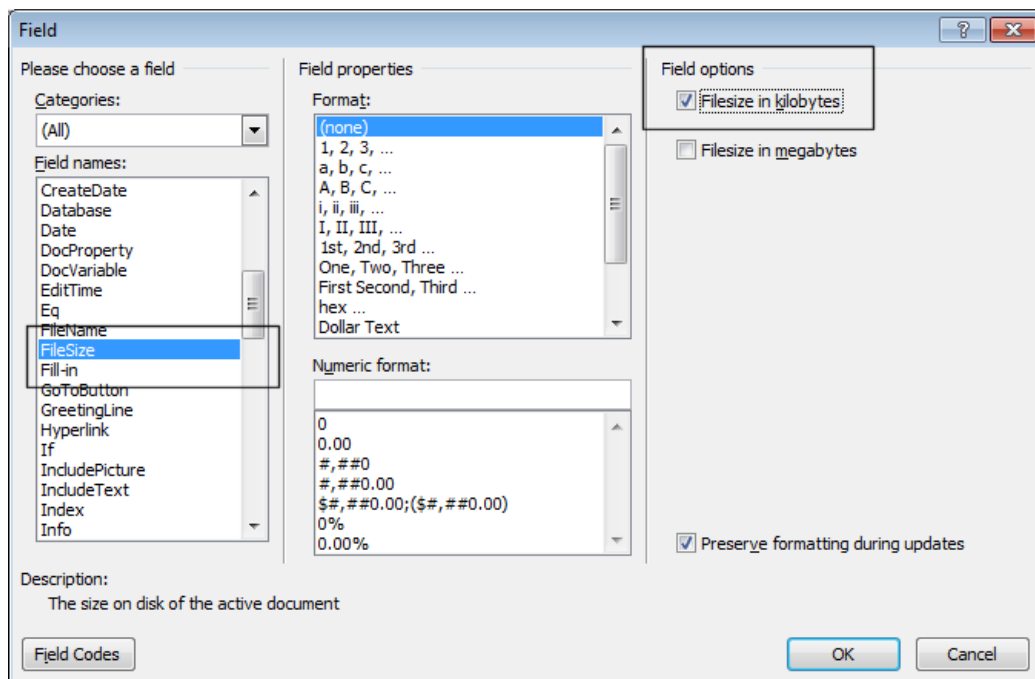 Field
Please choose a field
Categories:
(All)
Field names:
CreateDate
Database
Date
DocProperty
DocVariable
EditTime
Eq
FileName
FileSize
Fill-in
GoToButton
GreetingLine
Hyperlink
If
IncludePicture
IncludeText
Index
Info
Field properties
Format:
(none)
1, 2, 3, ...
a, b, c, ...
A, B, C, ...
i, ii, iii, ...
I, II, III, ...
1st, 2nd, 3rd ...
One, Two, Three ...
First Second, Third ...
hex ...
Dollar Text
Numeric format:
0
0.00
#,##0
#,##0.00
$#,##0.00;($#,##0.00)
0%
0.00%
Field options
Filesize in kilobytes
Filesize in megabytes
Preserve formatting during updates
Description:
The size on disk of the active document
Field Codes
OK
Cancel